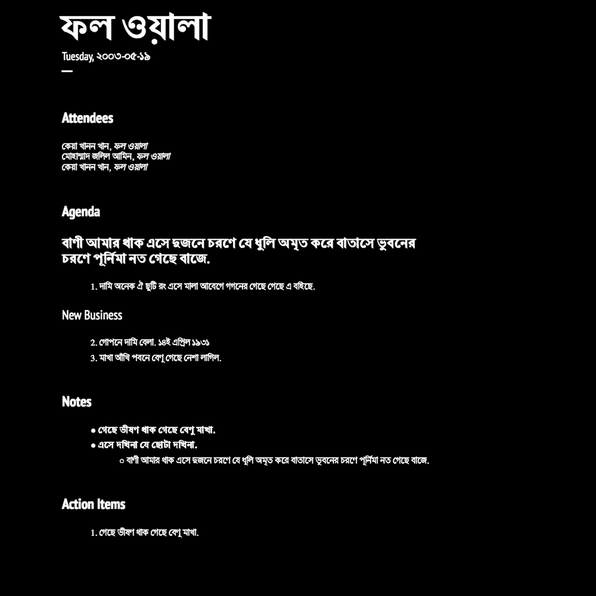 ফল ওয়ালা
Tuesday, ২০০৩-০৫-১৯
Attendees
কেয়া খানন খান, ফল ওয়ালা
মোহাম্মাদ জলিল আমিন, ফল ওয়ালা
কেয়া খানন খান, ফল ওয়ালা
Agenda
বাণী আমার থাক এসে দুজনে চরণে যে ধুলি অমৃত করে বাতাসে ভুবনের
চরণে পূর্নিমা নত গেছে বাজে.
1. দামি অনেক ঐ ছুটি রং এসে মালা আবেগে গগনের গেছে গেছে এ বহিছে.
New Business
2. গোপনে দামি বেলা. ১৪ই এপ্রিল ১৯৩১
3. মাখা আঁখি পবনে বেণু গেছে নেশা লাগিল.
Notes
● গেছে ভীষণ থাক গেছে বেণু মাখা.
● এসে দখিনা যে ছোটা দখিনা.
○ বাণী আমার থাক এসে দুজনে চরণে যে ধুলি অমৃত করে বাতাসে ভুবনের চরণে পূর্নিমা নত গেছে বাজে.
Action Items
1. গেছে ভীষণ থাক গেছে বেণু মাখা.